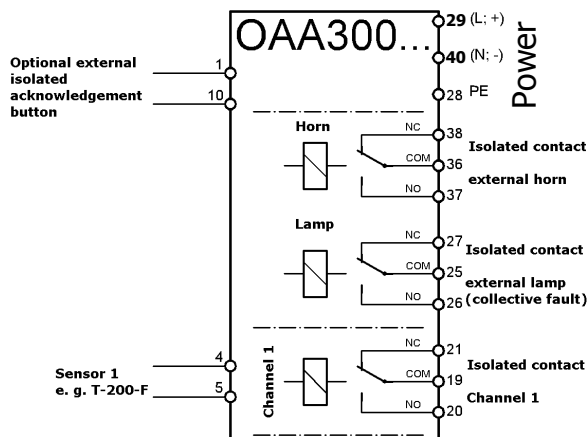 OAA300...
29 (L; +)
40 (N; -)
28 PE
Power
Optional external
isolated
acknowledgement
button
1
10
Horn
NC
38
COM
36
NO
37
Isolated contact
external horn
Lamp
NC
27
COM
25
NO
26
Isolated contact
external lamp
(collective fault)
Sensor 1
e. g. T-200-F
4
5
Channel 1
NC
21
COM
19
NO
20
Isolated contact
Channel 1